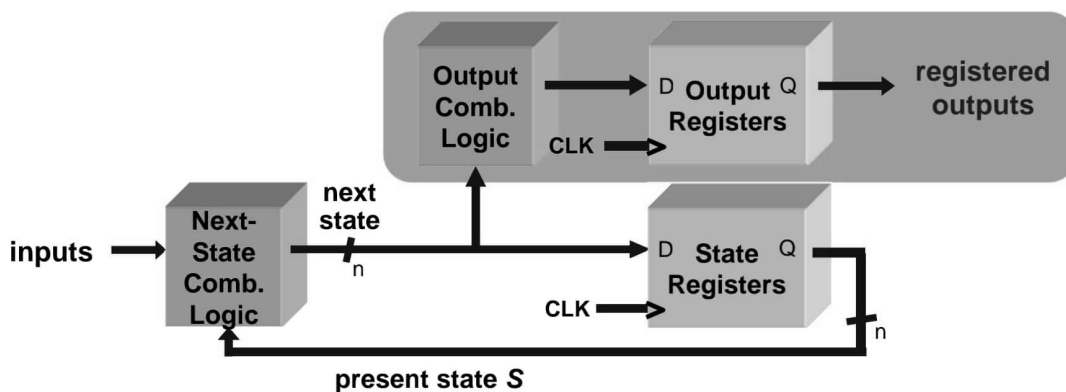 Output
Comb.
Logic
D
Output
Registers
Q
registered
outputs
CLK
next
state
n
inputs
Next-
State
Comb.
Logic
D
State
Registers
Q
CLK
n
present state S